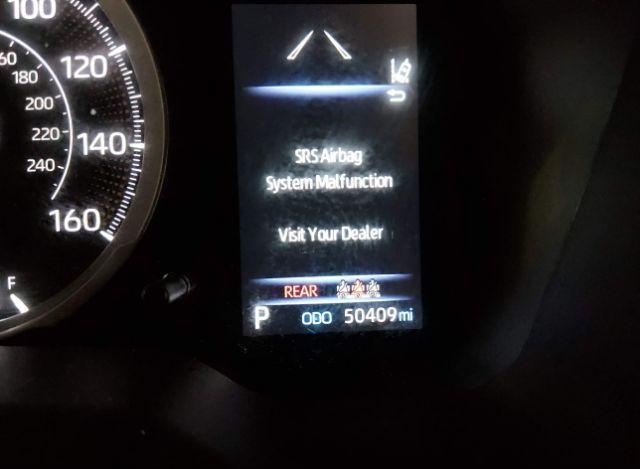 100
120
140
160
60
180
200
220
240
F
SRS Airbag
System Malfunction
Visit Your Dealer
REAR
P ODO 50409 mi